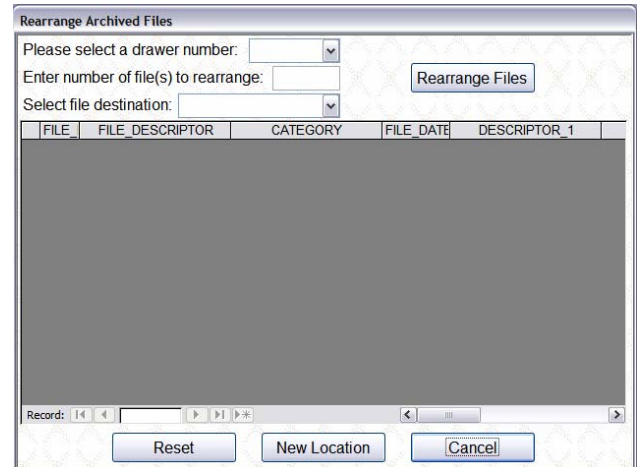 Rearrange Archived Files
Please select a drawer number:
Enter number of file(s) to rearrange:
Rearrange Files
Select file destination:
FILE_ FILE_DESCRIPTOR CATEGORY FILE_DATE DESCRIPTOR_1
Record:
Reset New Location Cancel